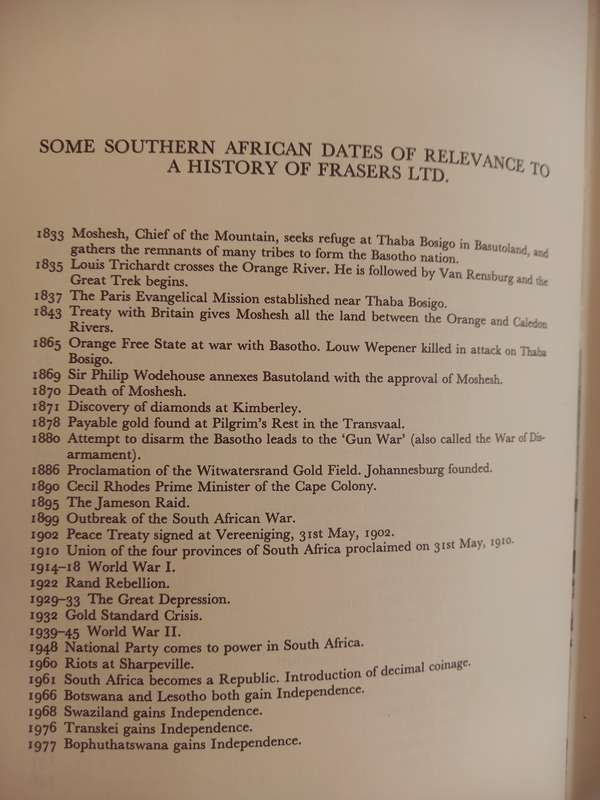 SOME SOUTHERN AFRICAN DATES OF RELEVANCE TO
A HISTORY OF FRASERS LTD.
1833 Moshesh, Chief of the Mountain, seeks refuge at Thaba Bosigo in Basutoland, and
gathers the remnants of many tribes to form the Basotho nation.
1835 Louis Trichardt crosses the Orange River. He is followed by Van Rensburg and the
Great Trek begins.
1837 The Paris Evangelical Mission established near Thaba Bosigo.
1843 Treaty with Britain gives Moshesh all the land between the Orange and Caledon
Rivers.
1865 Orange Free State at war with Basotho. Louw Wepener killed in attack on Thaba
Bosigo.
1869 Sir Philip Wodehouse annexes Basutoland with the approval of Moshesh.
1870 Death of Moshesh.
1871 Discovery of diamonds at Kimberley.
1878 Payable gold found at Pilgrim's Rest in the Transvaal.
1880 Attempt to disarm the Basotho leads to the 'Gun War' (also called the War of Dis-
armament).
1886 Proclamation of the Witwatersrand Gold Field. Johannesburg founded.
1890 Cecil Rhodes Prime Minister of the Cape Colony.
1895 The Jameson Raid.
1899 Outbreak of the South African War.
1902 Peace Treaty signed at Vereeniging, 31st May, 1902.
1910 Union of the four provinces of South Africa proclaimed on 31st May, 1910.
1914–18 World War I.
1922 Rand Rebellion.
1929–33 The Great Depression.
1932 Gold Standard Crisis.
1939–45 World War II.
1948 National Party comes to power in South Africa.
1960 Riots at Sharpeville.
1961 South Africa becomes a Republic. Introduction of decimal coinage.
1966 Botswana and Lesotho both gain Independence.
1968 Swaziland gains Independence.
1976 Transkei gains Independence.
1977 Bophuthatswana gains Independence.